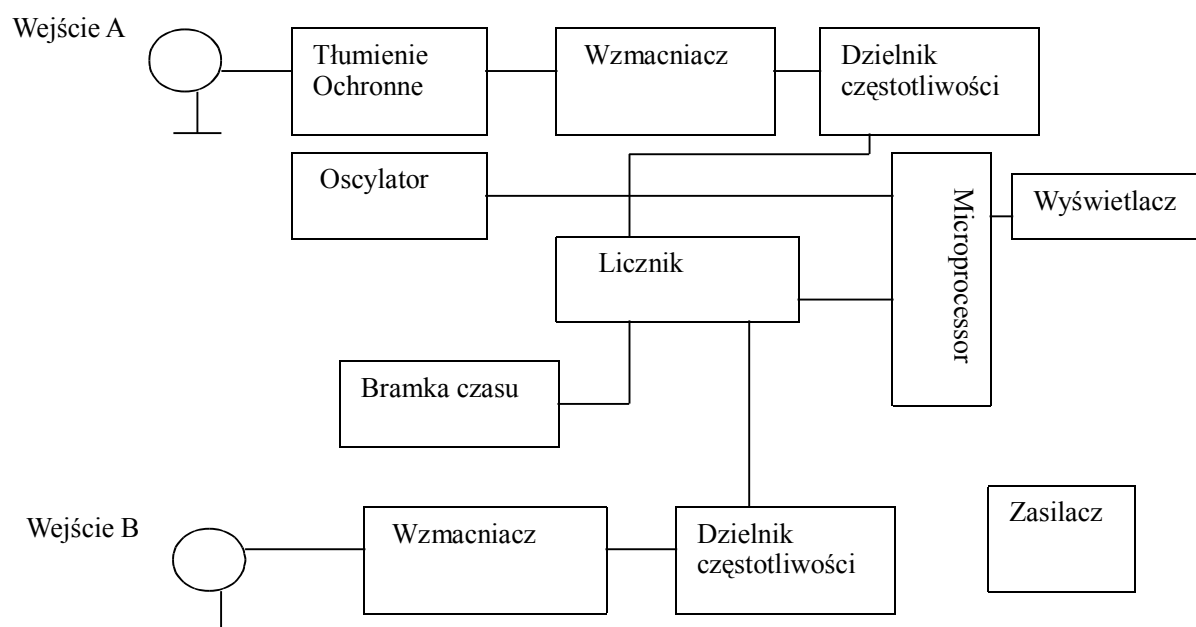 Wejście A
Tłumienie
Ochronne
Wzmacniacz
Dzielnik
częstotliwości
Oscylator
Microprocessor
Wyświetlacz
Licznik
Bramka czasu
Wejście B
Wzmacniacz
Dzielnik
częstotliwości
Zasilacz